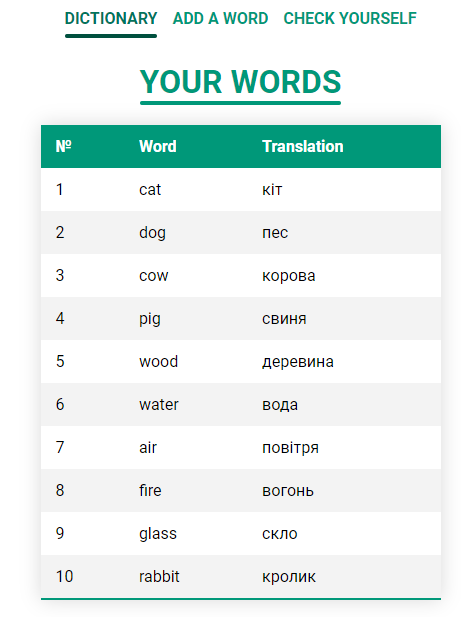 DICTIONARY ADD A WORD CHECK YOURSELF
YOUR WORDS
№ Word Translation
1 cat кіт
2 dog пес
3 cow корова
4 pig свиня
5 wood деревина
6 water вода
7 air повітря
8 fire вогонь
9 glass скло
10 rabbit кролик